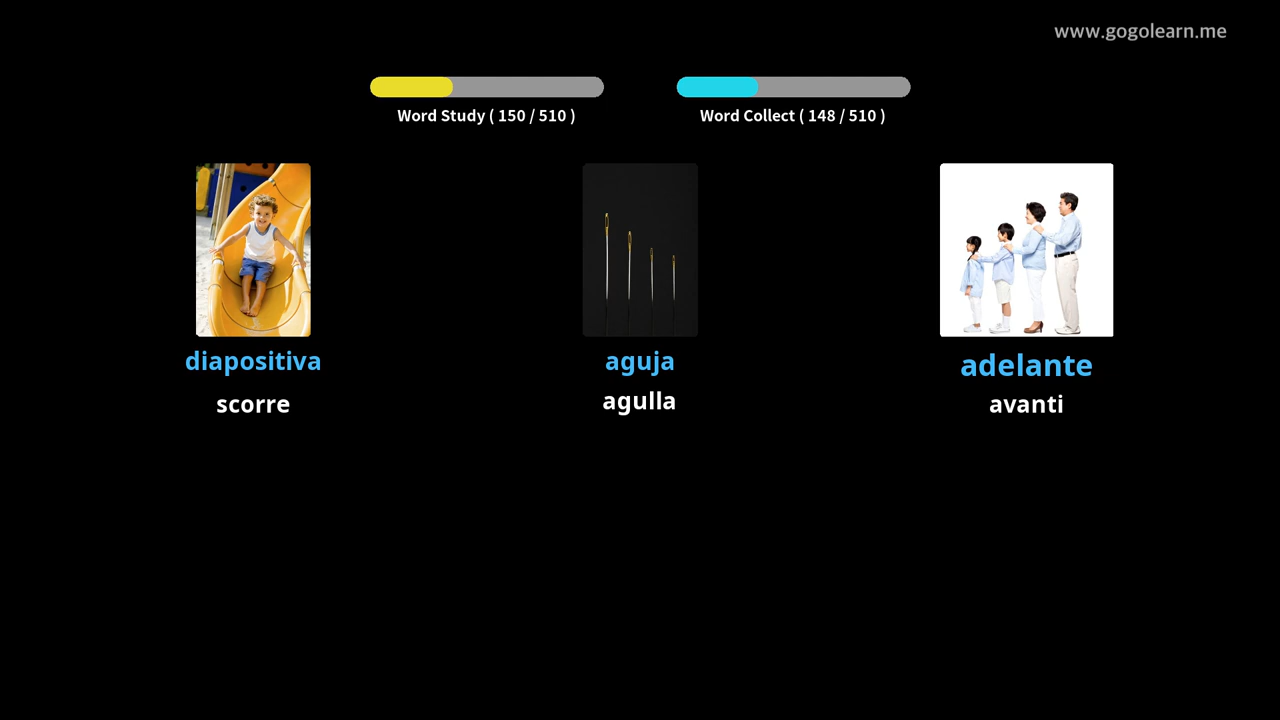 www.gogolearn.me
Word Study ( 150 / 510 )
Word Collect ( 148 / 510 )
diapositiva
scorre
aguja
agulla
adelante
avanti